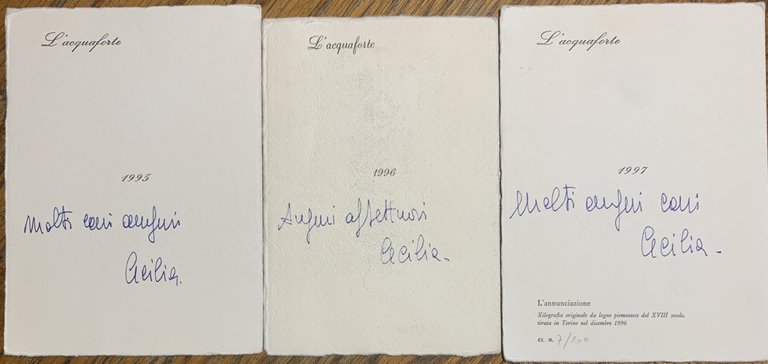 L'acquaforte
1995
Molti cari auguri
Cecilia.
L'acquaforte
1996
Auguri affettuosi
Cecilia.
L'acquaforte
1997
Molti auguri cari
Cecilia.
L'annunciazione
Xilografia originale da legno piemontese del XVIII secolo,
tirata in Torino nel dicembre 1996
es. n. 7/100